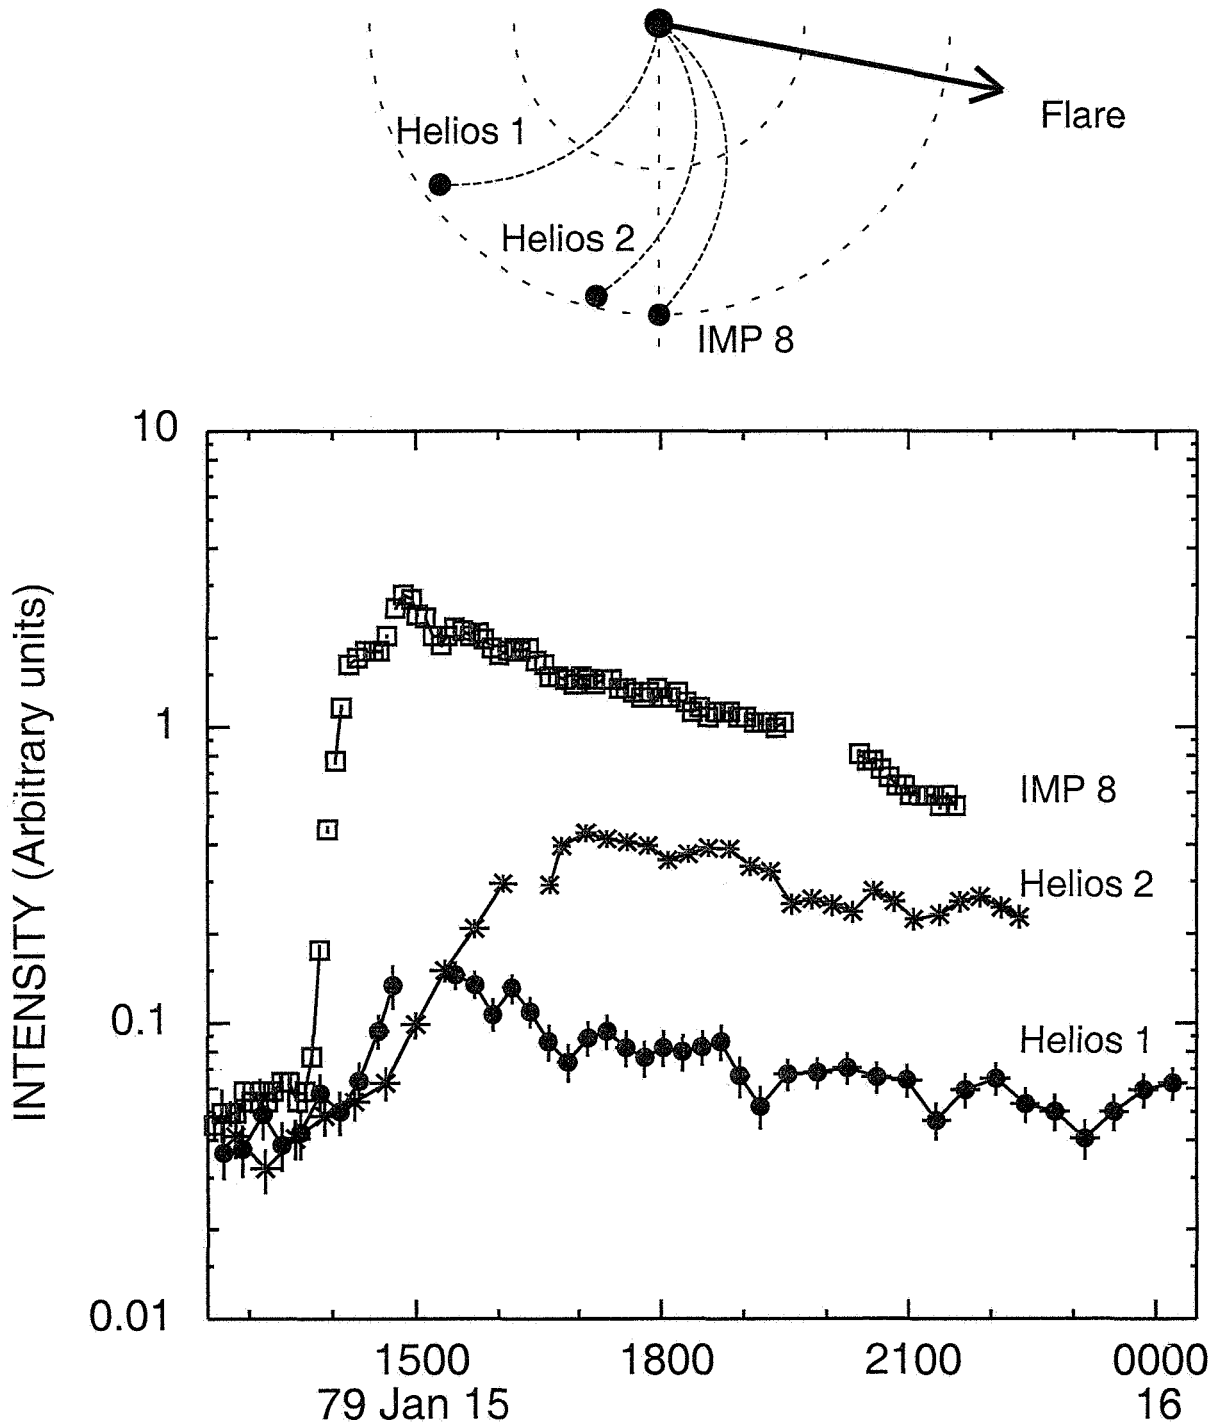 Flare
Helios 1
Helios 2
IMP 8
10
1
0.1
0.01
INTENSITY (Arbitrary units)
IMP 8
Helios 2
Helios 1
1500 1800 2100 0000
79 Jan 15 16